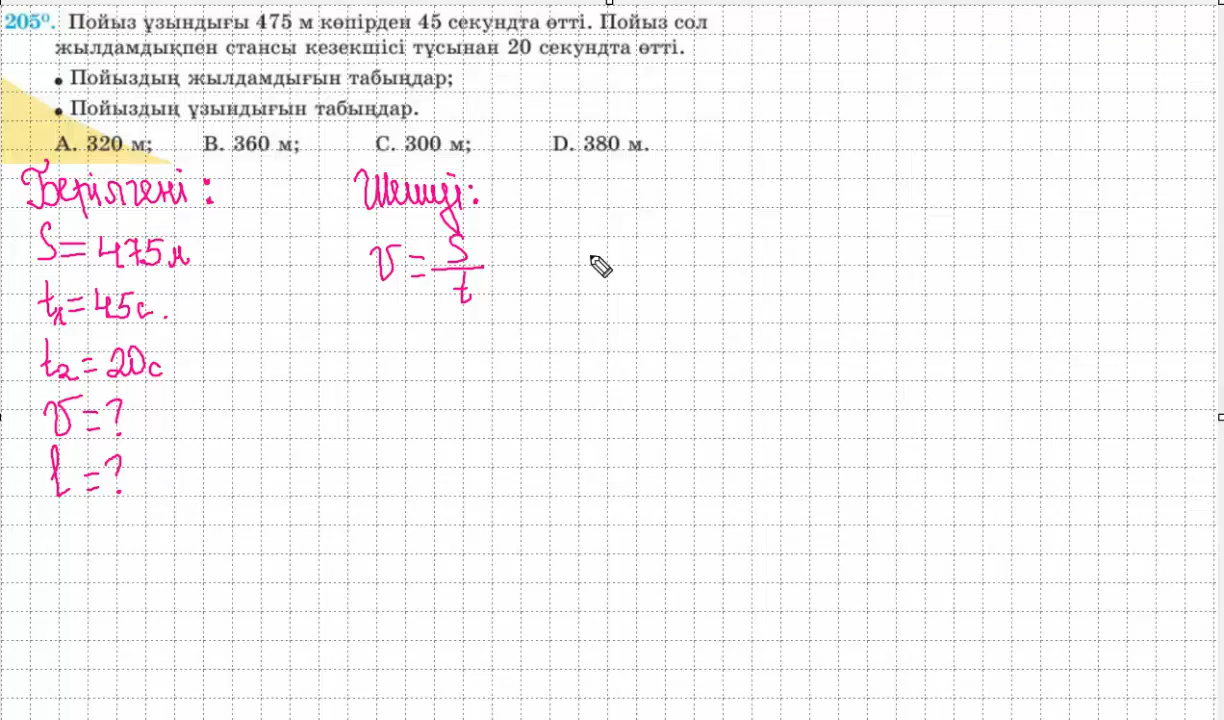 205⁰. Пойыз ұзындығы 475 м көпірден 45 секундта өтті. Пойыз сол
жылдамдықпен стансы кезекшісі тұсынан 20 секундта өтті.
• Пойыздың жылдамдығын табыңдар;
• Пойыздың ұзындығын табыңдар.
A. 320 м; B. 360 м; C. 300 м; D. 380 м.
Берілгені: Шешуі:
S = 475 м
v = S/t
t₁ = 45 с.
t₂ = 20 с
v = ?
l = ?